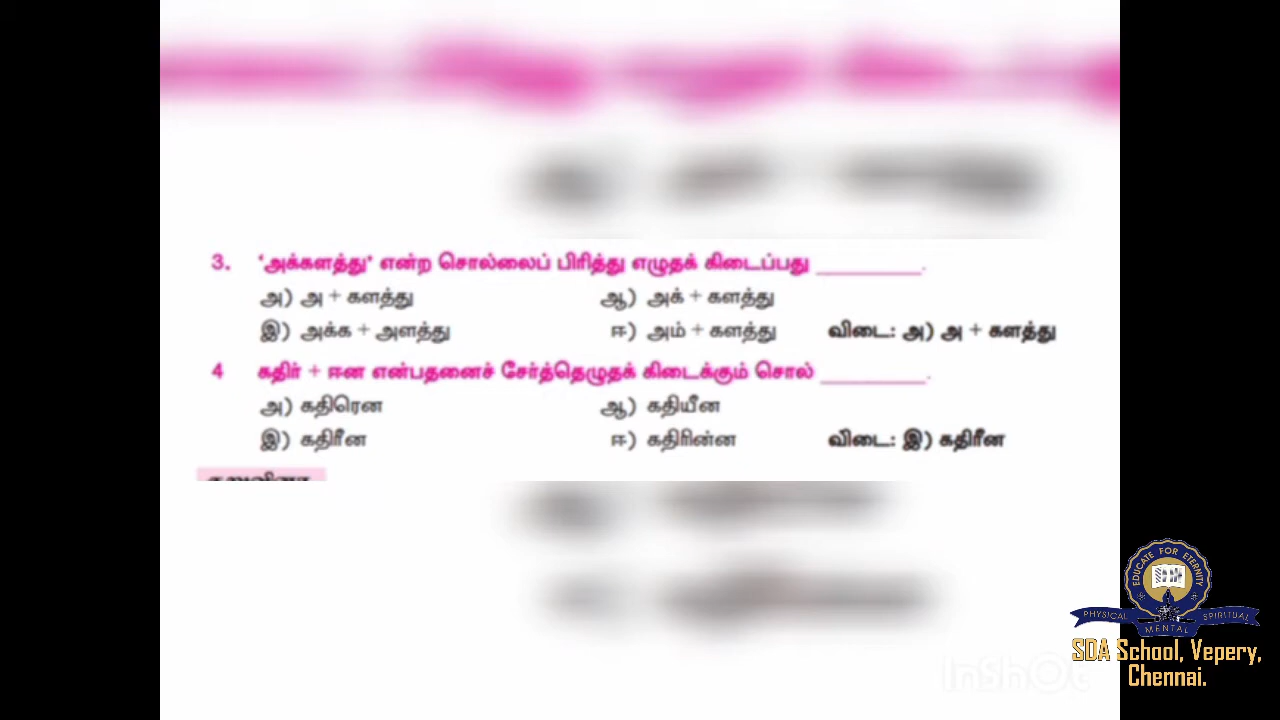 3. ‘அக்களத்து’ என்ற சொல்லைப் பிரித்து எழுதக் கிடைப்பது ________.
அ) அ + களத்து ஆ) அக் + களத்து
இ) அக்க + அளத்து ஈ) அம் + களத்து விடை: அ) அ + களத்து
4 கதிர் + ஈன என்பதனைச் சேர்த்தெழுதக் கிடைக்கும் சொல் ________.
அ) கதிரென ஆ) கதியீன
இ) கதிரீன ஈ) கதிரின்ன விடை: இ) கதிரீன
EDUCATE FOR ETERNITY
PHYSICAL MENTAL SPIRITUAL
SDA School, Vepery,
Chennai.